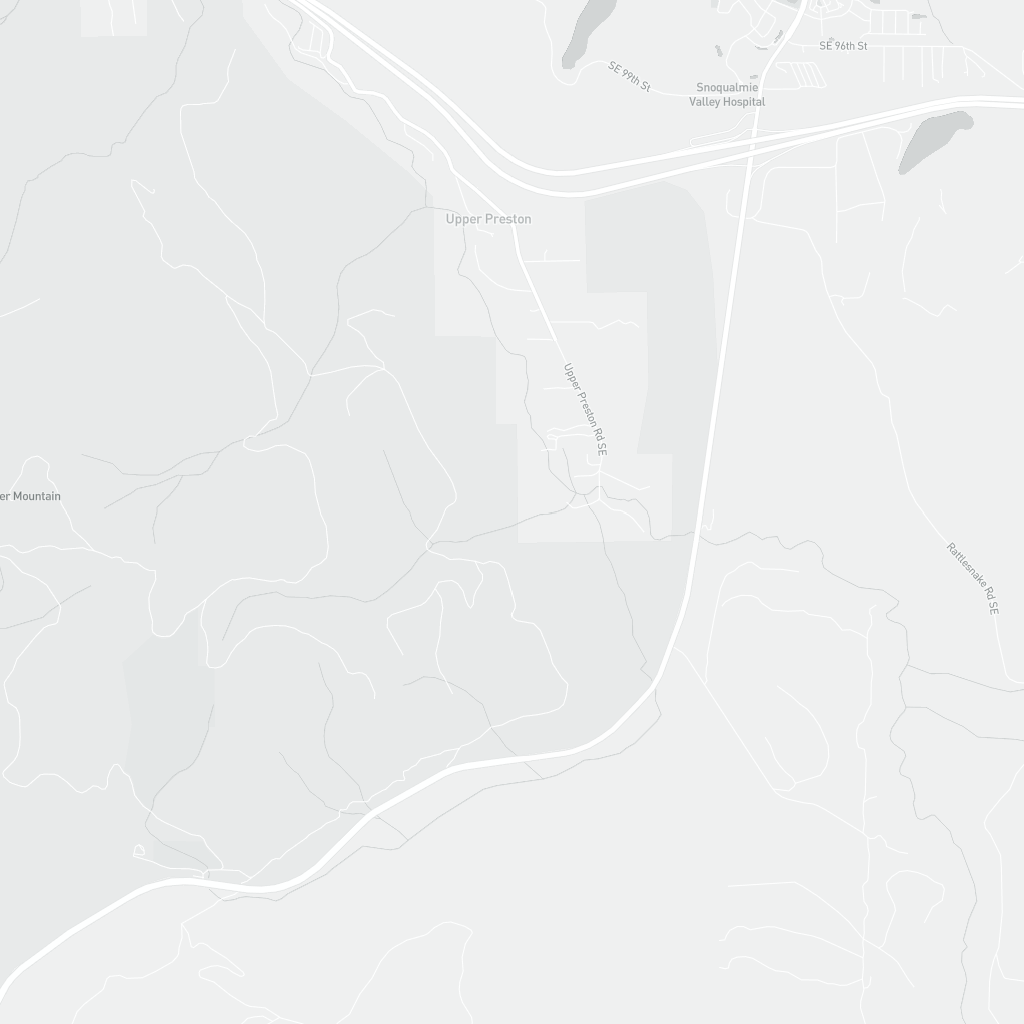 SE 96th St
SE 99th St
Snoqualmie
Valley Hospital
Upper Preston
Upper Preston Rd SE
er Mountain
Rattlesnake Rd SE